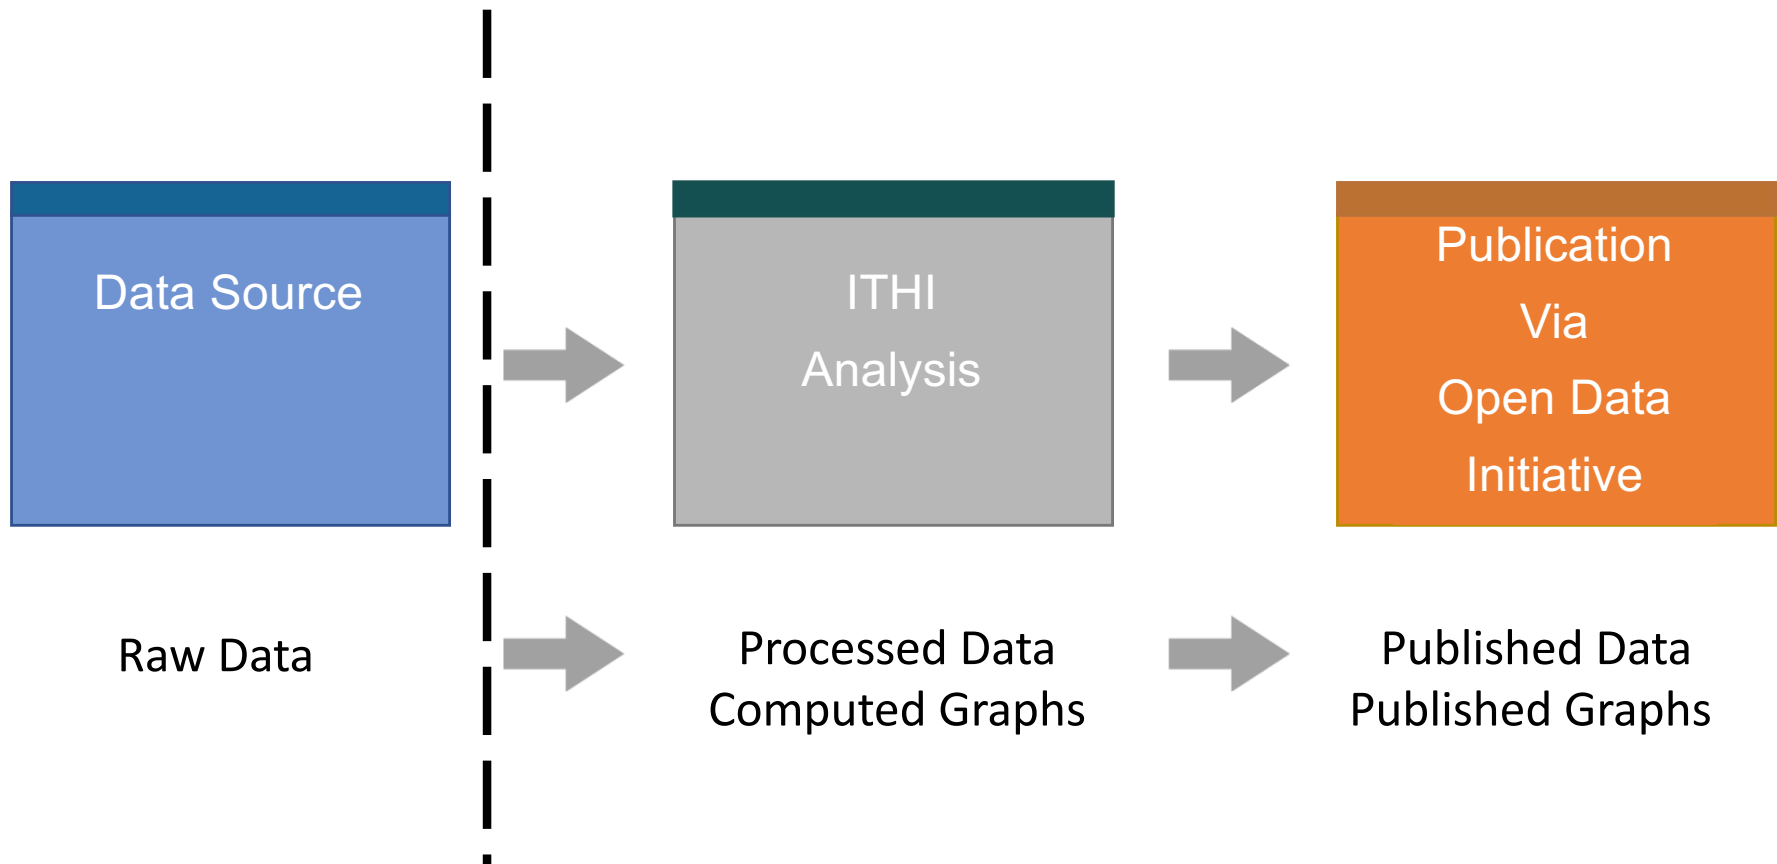 Data Source
ITHI
Analysis
Publication
Via
Open Data
Initiative
Raw Data
Processed Data
Computed Graphs
Published Data
Published Graphs